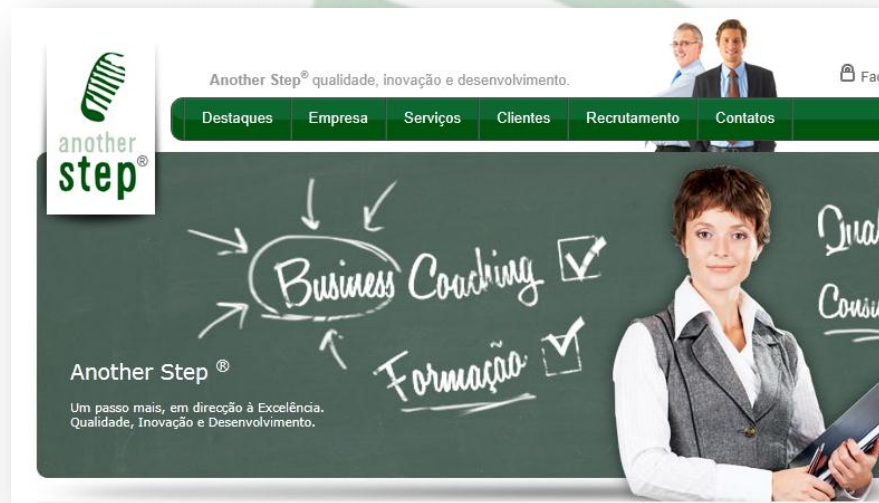 another
step®
Another Step® qualidade, inovação e desenvolvimento.
Destaques Empresa Serviços Clientes Recrutamento Contatos
Business Coaching
Formação
Another Step ®
Um passo mais, em direcção à Excelência.
Qualidade, Inovação e Desenvolvimento.